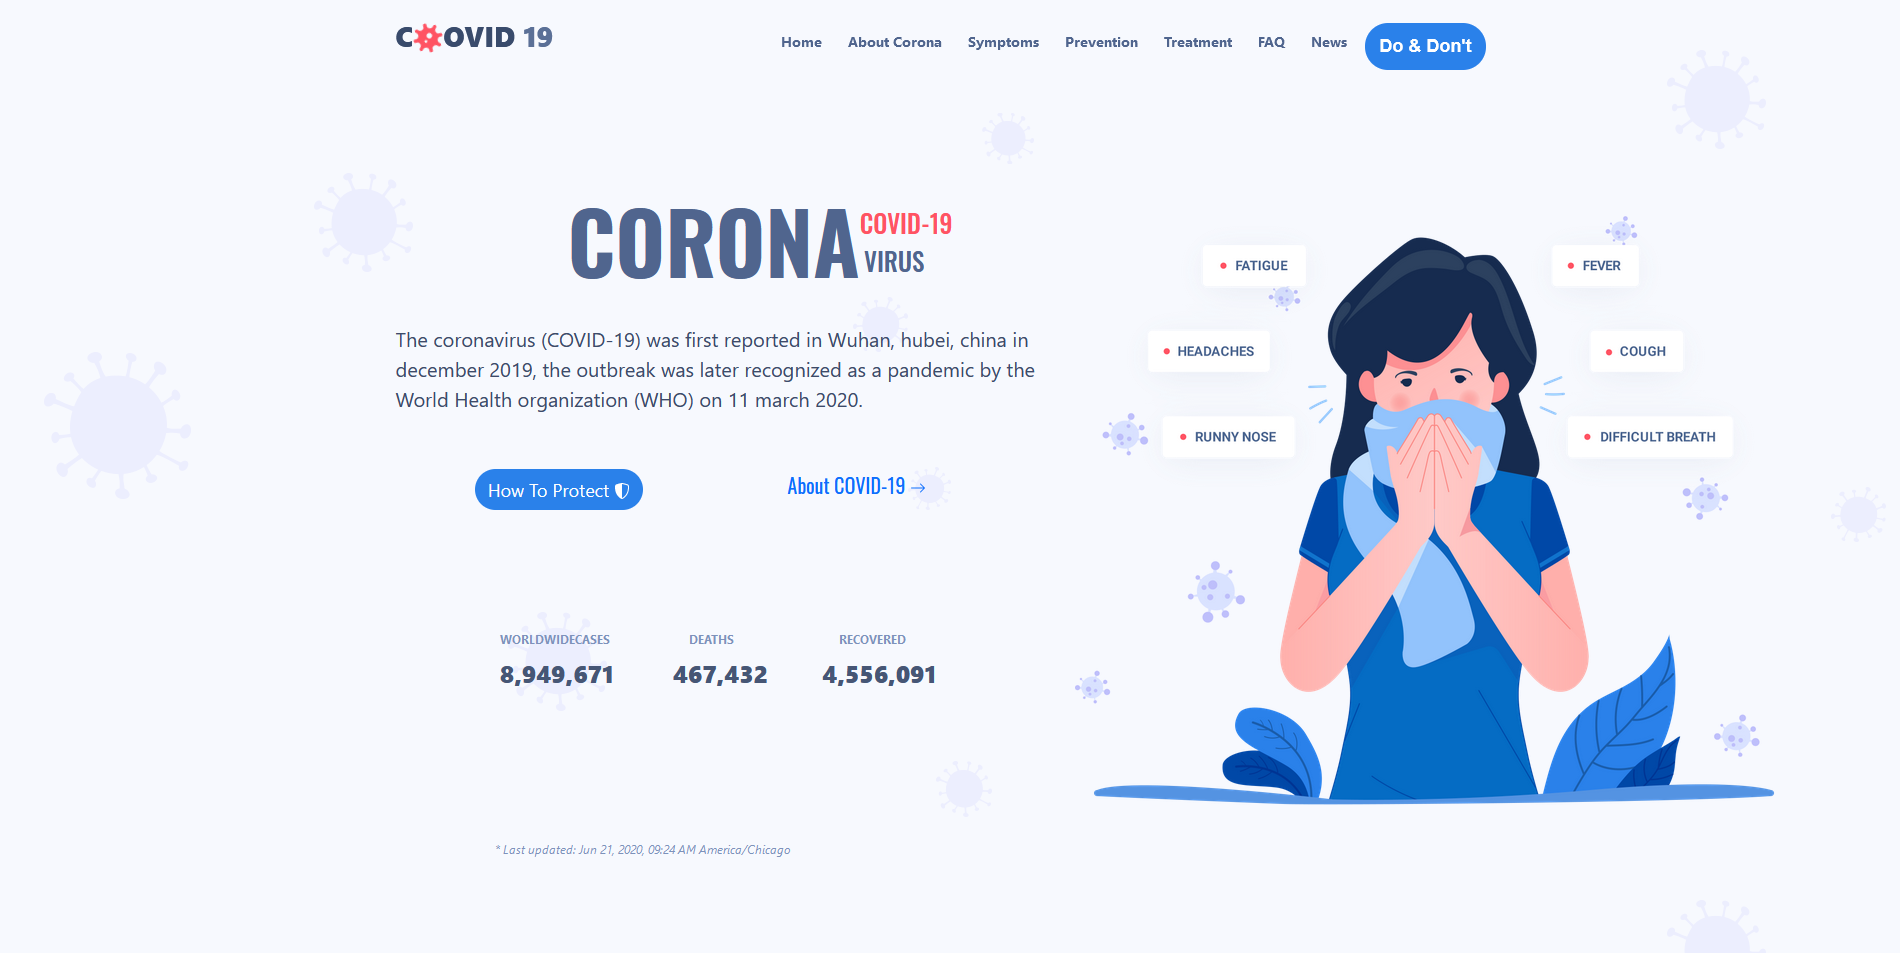 COVID 19
Home About Corona Symptoms Prevention Treatment FAQ News Do & Don't
CORONA COVID-19
VIRUS
The coronavirus (COVID-19) was first reported in Wuhan, hubei, china in
december 2019, the outbreak was later recognized as a pandemic by the
World Health organization (WHO) on 11 march 2020.
How To Protect About COVID-19 →
WORLDWIDECASES DEATHS RECOVERED
8,949,671 467,432 4,556,091
* Last updated: Jun 21, 2020, 09:24 AM America/Chicago
FATIGUE FEVER
HEADACHES COUGH
RUNNY NOSE DIFFICULT BREATH